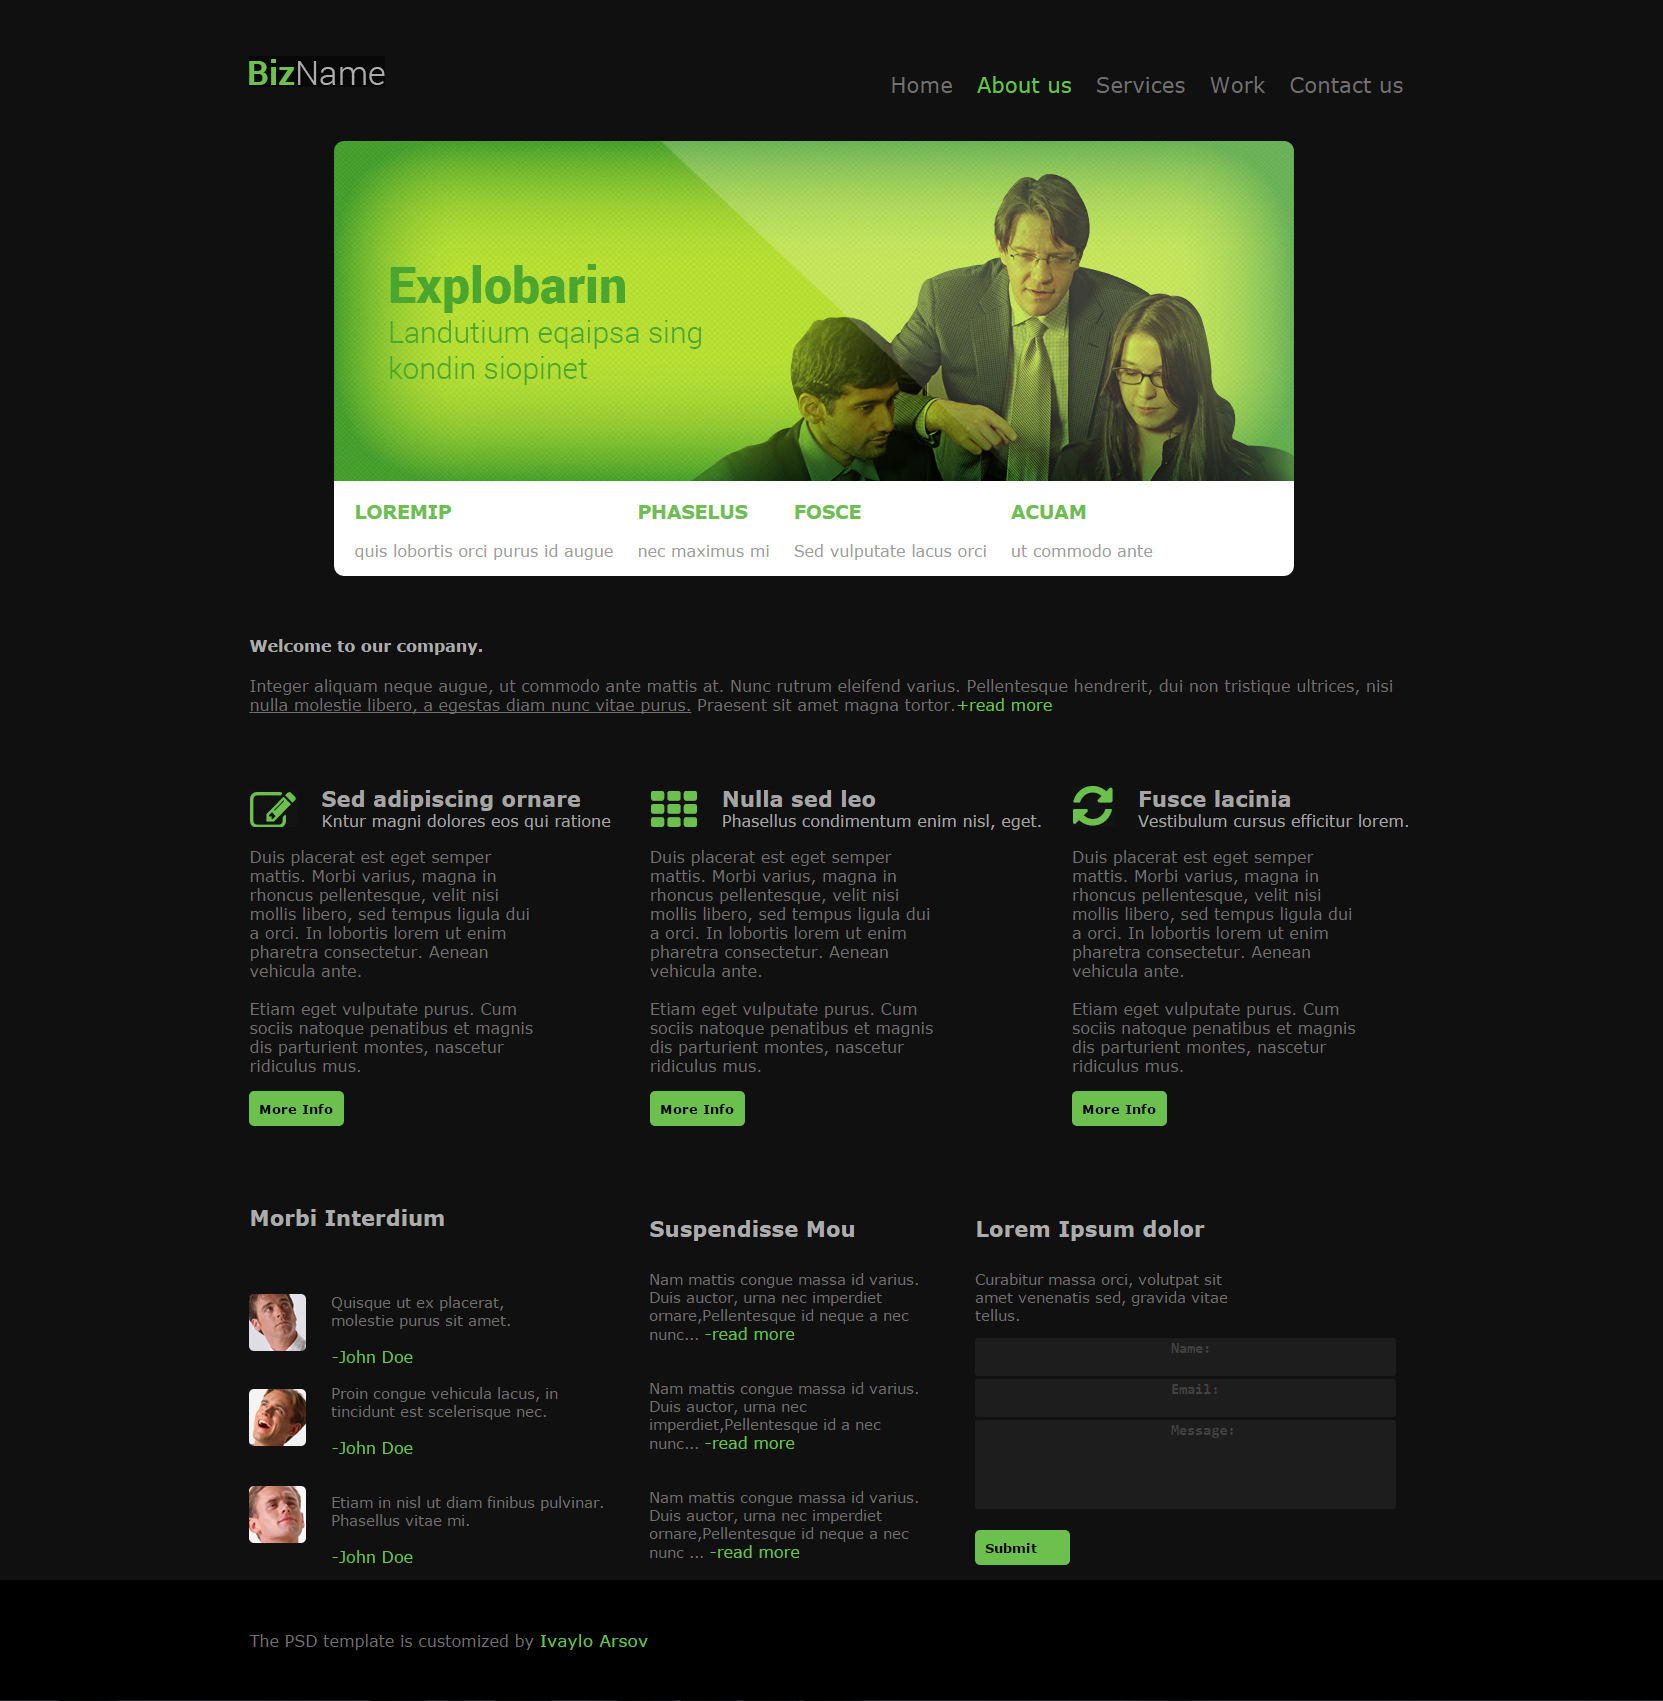 BizName
Home About us Services Work Contact us
Explobarin
Landutium eqaipsa sing
kondin siopinet
LOREMIP
quis lobortis orci purus id augue
PHASELUS
nec maximus mi
FOSCE
Sed vulputate lacus orci
ACUAM
ut commodo ante
Welcome to our company.
Integer aliquam neque augue, ut commodo ante mattis at. Nunc rutrum eleifend varius. Pellentesque hendrerit, dui non tristique ultrices, nisi
nulla molestie libero, a egestas diam nunc vitae purus. Praesent sit amet magna tortor.+read more
Sed adipiscing ornare
Kntur magni dolores eos qui ratione
Duis placerat est eget semper
mattis. Morbi varius, magna in
rhoncus pellentesque, velit nisi
mollis libero, sed tempus ligula dui
a orci. In lobortis lorem ut enim
pharetra consectetur. Aenean
vehicula ante.
Etiam eget vulputate purus. Cum
sociis natoque penatibus et magnis
dis parturient montes, nascetur
ridiculus mus.
More Info
Nulla sed leo
Phasellus condimentum enim nisl, eget.
Duis placerat est eget semper
mattis. Morbi varius, magna in
rhoncus pellentesque, velit nisi
mollis libero, sed tempus ligula dui
a orci. In lobortis lorem ut enim
pharetra consectetur. Aenean
vehicula ante.
Etiam eget vulputate purus. Cum
sociis natoque penatibus et magnis
dis parturient montes, nascetur
ridiculus mus.
More Info
Fusce lacinia
Vestibulum cursus efficitur lorem.
Duis placerat est eget semper
mattis. Morbi varius, magna in
rhoncus pellentesque, velit nisi
mollis libero, sed tempus ligula dui
a orci. In lobortis lorem ut enim
pharetra consectetur. Aenean
vehicula ante.
Etiam eget vulputate purus. Cum
sociis natoque penatibus et magnis
dis parturient montes, nascetur
ridiculus mus.
More Info
Morbi Interdium
Quisque ut ex placerat,
molestie purus sit amet.
-John Doe
Proin congue vehicula lacus, in
tincidunt est scelerisque nec.
-John Doe
Etiam in nisl ut diam finibus pulvinar.
Phasellus vitae mi.
-John Doe
Suspendisse Mou
Nam mattis congue massa id varius.
Duis auctor, urna nec imperdiet
ornare,Pellentesque id neque a nec
nunc... -read more
Nam mattis congue massa id varius.
Duis auctor, urna nec
imperdiet,Pellentesque id a nec
nunc... -read more
Nam mattis congue massa id varius.
Duis auctor, urna nec imperdiet
ornare,Pellentesque id neque a nec
nunc ... -read more
Lorem Ipsum dolor
Curabitur massa orci, volutpat sit
amet venenatis sed, gravida vitae
tellus.
Name:
Email:
Message:
Submit
The PSD template is customized by Ivaylo Arsov